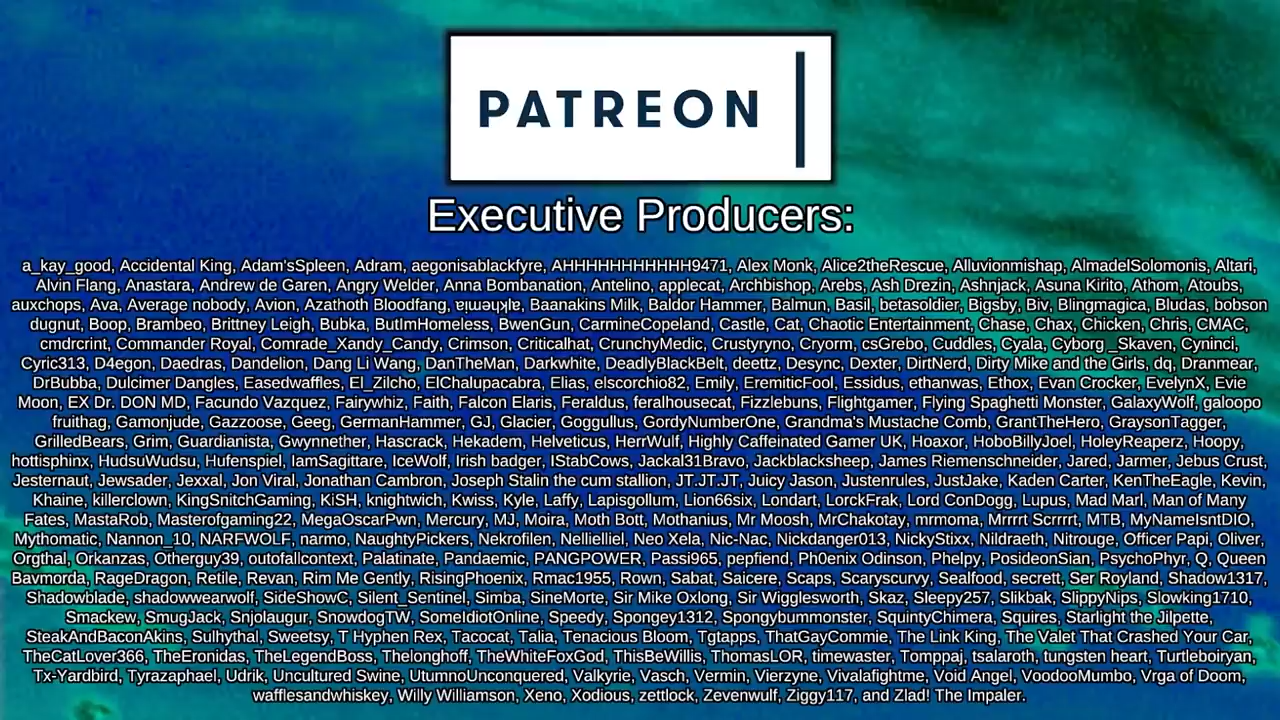 PATREON
Executive Producers:
a_kay_good, Accidental King, Adam'sSpleen, Adram, aegonisablackfyre, AHHHHHHHHHHH9471, Alex Monk, Alice2theRescue, Alluvionmishap, AlmadelSolomonis, Altari,
Alvin Flang, Anastara, Andrew de Garen, Angry Welder, Anna Bombanation, Antelino, applecat, Archbishop, Arebs, Ash Drezin, Ashnjack, Asuna Kirito, Athom, Atoubs,
auxchops, Ava, Average nobody, Avion, Azathoth Bloodfang, Baanakins Milk, Baldor Hammer, Balmun, Basil, betasoldier, Bigsby, Biv, Blingmagica, Bludas, bobson
dugnut, Boop, Brambeo, Brittney Leigh, Bubka, ButImHomeless, BwenGun, CarmineCopeland, Castle, Cat, Chaotic Entertainment, Chase, Chax, Chicken, Chris, CMAC,
cmdrcrint, Commander Royal, Comrade_Xandy_Candy, Crimson, Criticalhat, CrunchyMedic, Crustyryno, Cryorm, csGrebo, Cuddles, Cyala, Cyborg _Skaven, Cyninci,
Cyric313, D4egon, Daedras, Dandelion, Dang Li Wang, DanTheMan, Darkwhite, DeadlyBlackBelt, deettz, Desync, Dexter, DirtNerd, Dirty Mike and the Girls, dq, Dranmear,
DrBubba, Dulcimer Dangles, Easedwaffles, El_Zilcho, ElChalupacabra, Elias, elscorchio82, Emily, EremiticFool, Essidus, ethanwas, Ethox, Evan Crocker, EvelynX, Evie
Moon, EX Dr. DON MD, Facundo Vazquez, Fairywhiz, Faith, Falcon Elaris, Feraldus, feralhousecat, Fizzlebuns, Flightgamer, Flying Spaghetti Monster, GalaxyWolf, galoopo
fruithag, Gamonjude, Gazzoose, Geeg, GermanHammer, GJ, Glacier, Goggullus, GordyNumberOne, Grandma's Mustache Comb, GrantTheHero, GraysonTagger,
GrilledBears, Grim, Guardianista, Gwynnether, Hascrack, Hekadem, Helveticus, HerrWulf, Highly Caffeinated Gamer UK, Hoaxor, HoboBillyJoel, HoleyReaperz, Hoopy,
hottisphinx, HudsuWudsu, Hufenspiel, IamSagittare, IceWolf, Irish badger, IStabCows, Jackal31Bravo, Jackblacksheep, James Riemenschneider, Jared, Jarmer, Jebus Crust,
Jesternaut, Jewsader, Jexxal, Jon Viral, Jonathan Cambron, Joseph Stalin the cum stallion, JT.JT.JT, Juicy Jason, Justenrules, JustJake, Kaden Carter, KenTheEagle, Kevin,
Khaine, killerclown, KingSnitchGaming, KiSH, knightwich, Kwiss, Kyle, Laffy, Lapisgollum, Lion66six, Londart, LorckFrak, Lord ConDogg, Lupus, Mad Marl, Man of Many
Fates, MastaRob, Masterofgaming22, MegaOscarPwn, Mercury, MJ, Moira, Moth Bott, Mothanius, Mr Moosh, MrChakotay, mrmoma, Mrrrrt Scrrrrt, MTB, MyNameIsntDIO,
Mythomatic, Nannon_10, NARFWOLF, narmo, NaughtyPickers, Nekrofilen, Nellielliel, Neo Xela, Nic-Nac, Nickdanger013, NickyStixx, Nildraeth, Nitrouge, Officer Papi, Oliver,
Orgthal, Orkanzas, Otherguy39, outofallcontext, Palatinate, Pandaemic, PANGPOWER, Passi965, pepfiend, Ph0enix Odinson, Phelpy, PosideonSian, PsychoPhyr, Q, Queen
Bavmorda, RageDragon, Retile, Revan, Rim Me Gently, RisingPhoenix, Rmac1955, Rown, Sabat, Saicere, Scaps, Scaryscurvy, Sealfood, secrett, Ser Royland, Shadow1317,
Shadowblade, shadowwearwolf, SideShowC, Silent_Sentinel, Simba, SineMorte, Sir Mike Oxlong, Sir Wigglesworth, Skaz, Sleepy257, Slikbak, SlippyNips, Slowking1710,
Smackew, SmugJack, Snjolaugur, SnowdogTW, SomeIdiotOnline, Speedy, Spongey1312, Spongybummonster, SquintyChimera, Squires, Starlight the Jilpette,
SteakAndBaconAkins, Sulhythal, Sweetsy, T Hyphen Rex, Tacocat, Talia, Tenacious Bloom, Tgtapps, ThatGayCommie, The Link King, The Valet That Crashed Your Car,
TheCatLover366, TheEronidas, TheLegendBoss, Thelonghoff, TheWhiteFoxGod, ThisBeWillis, ThomasLOR, timewaster, Tomppaj, tsalaroth, tungsten heart, Turtleboiryan,
Tx-Yardbird, Tyrazaphael, Udrik, Uncultured Swine, UtumnoUnconquered, Valkyrie, Vasch, Vermin, Vierzyne, Vivalafightme, Void Angel, VoodooMumbo, Vrga of Doom,
wafflesandwhiskey, Willy Williamson, Xeno, Xodious, zettlock, Zevenwulf, Ziggy117, and Zlad! The Impaler.